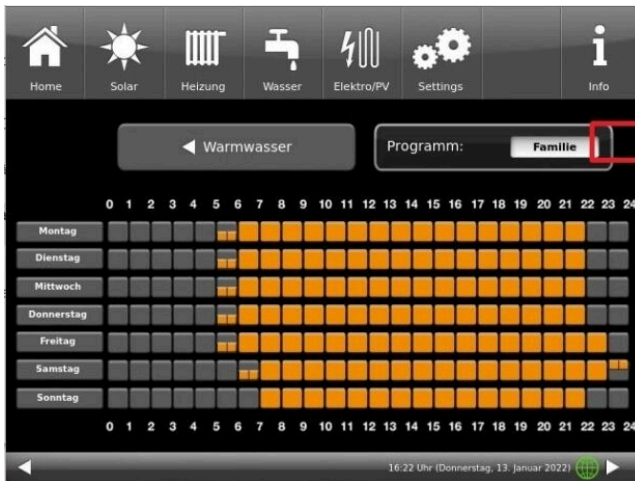 Home Solar Heizung Wasser Elektro/PV Settings Info
Warmwasser Programm: Familie
0 1 2 3 4 5 6 7 8 9 10 11 12 13 14 15 16 17 18 19 20 21 22 23 24
Montag
Dienstag
Mittwoch
Donnerstag
Freitag
Samstag
Sonntag
0 1 2 3 4 5 6 7 8 9 10 11 12 13 14 15 16 17 18 19 20 21 22 23 24
16:22 Uhr (Donnerstag, 13. Januar 2022)